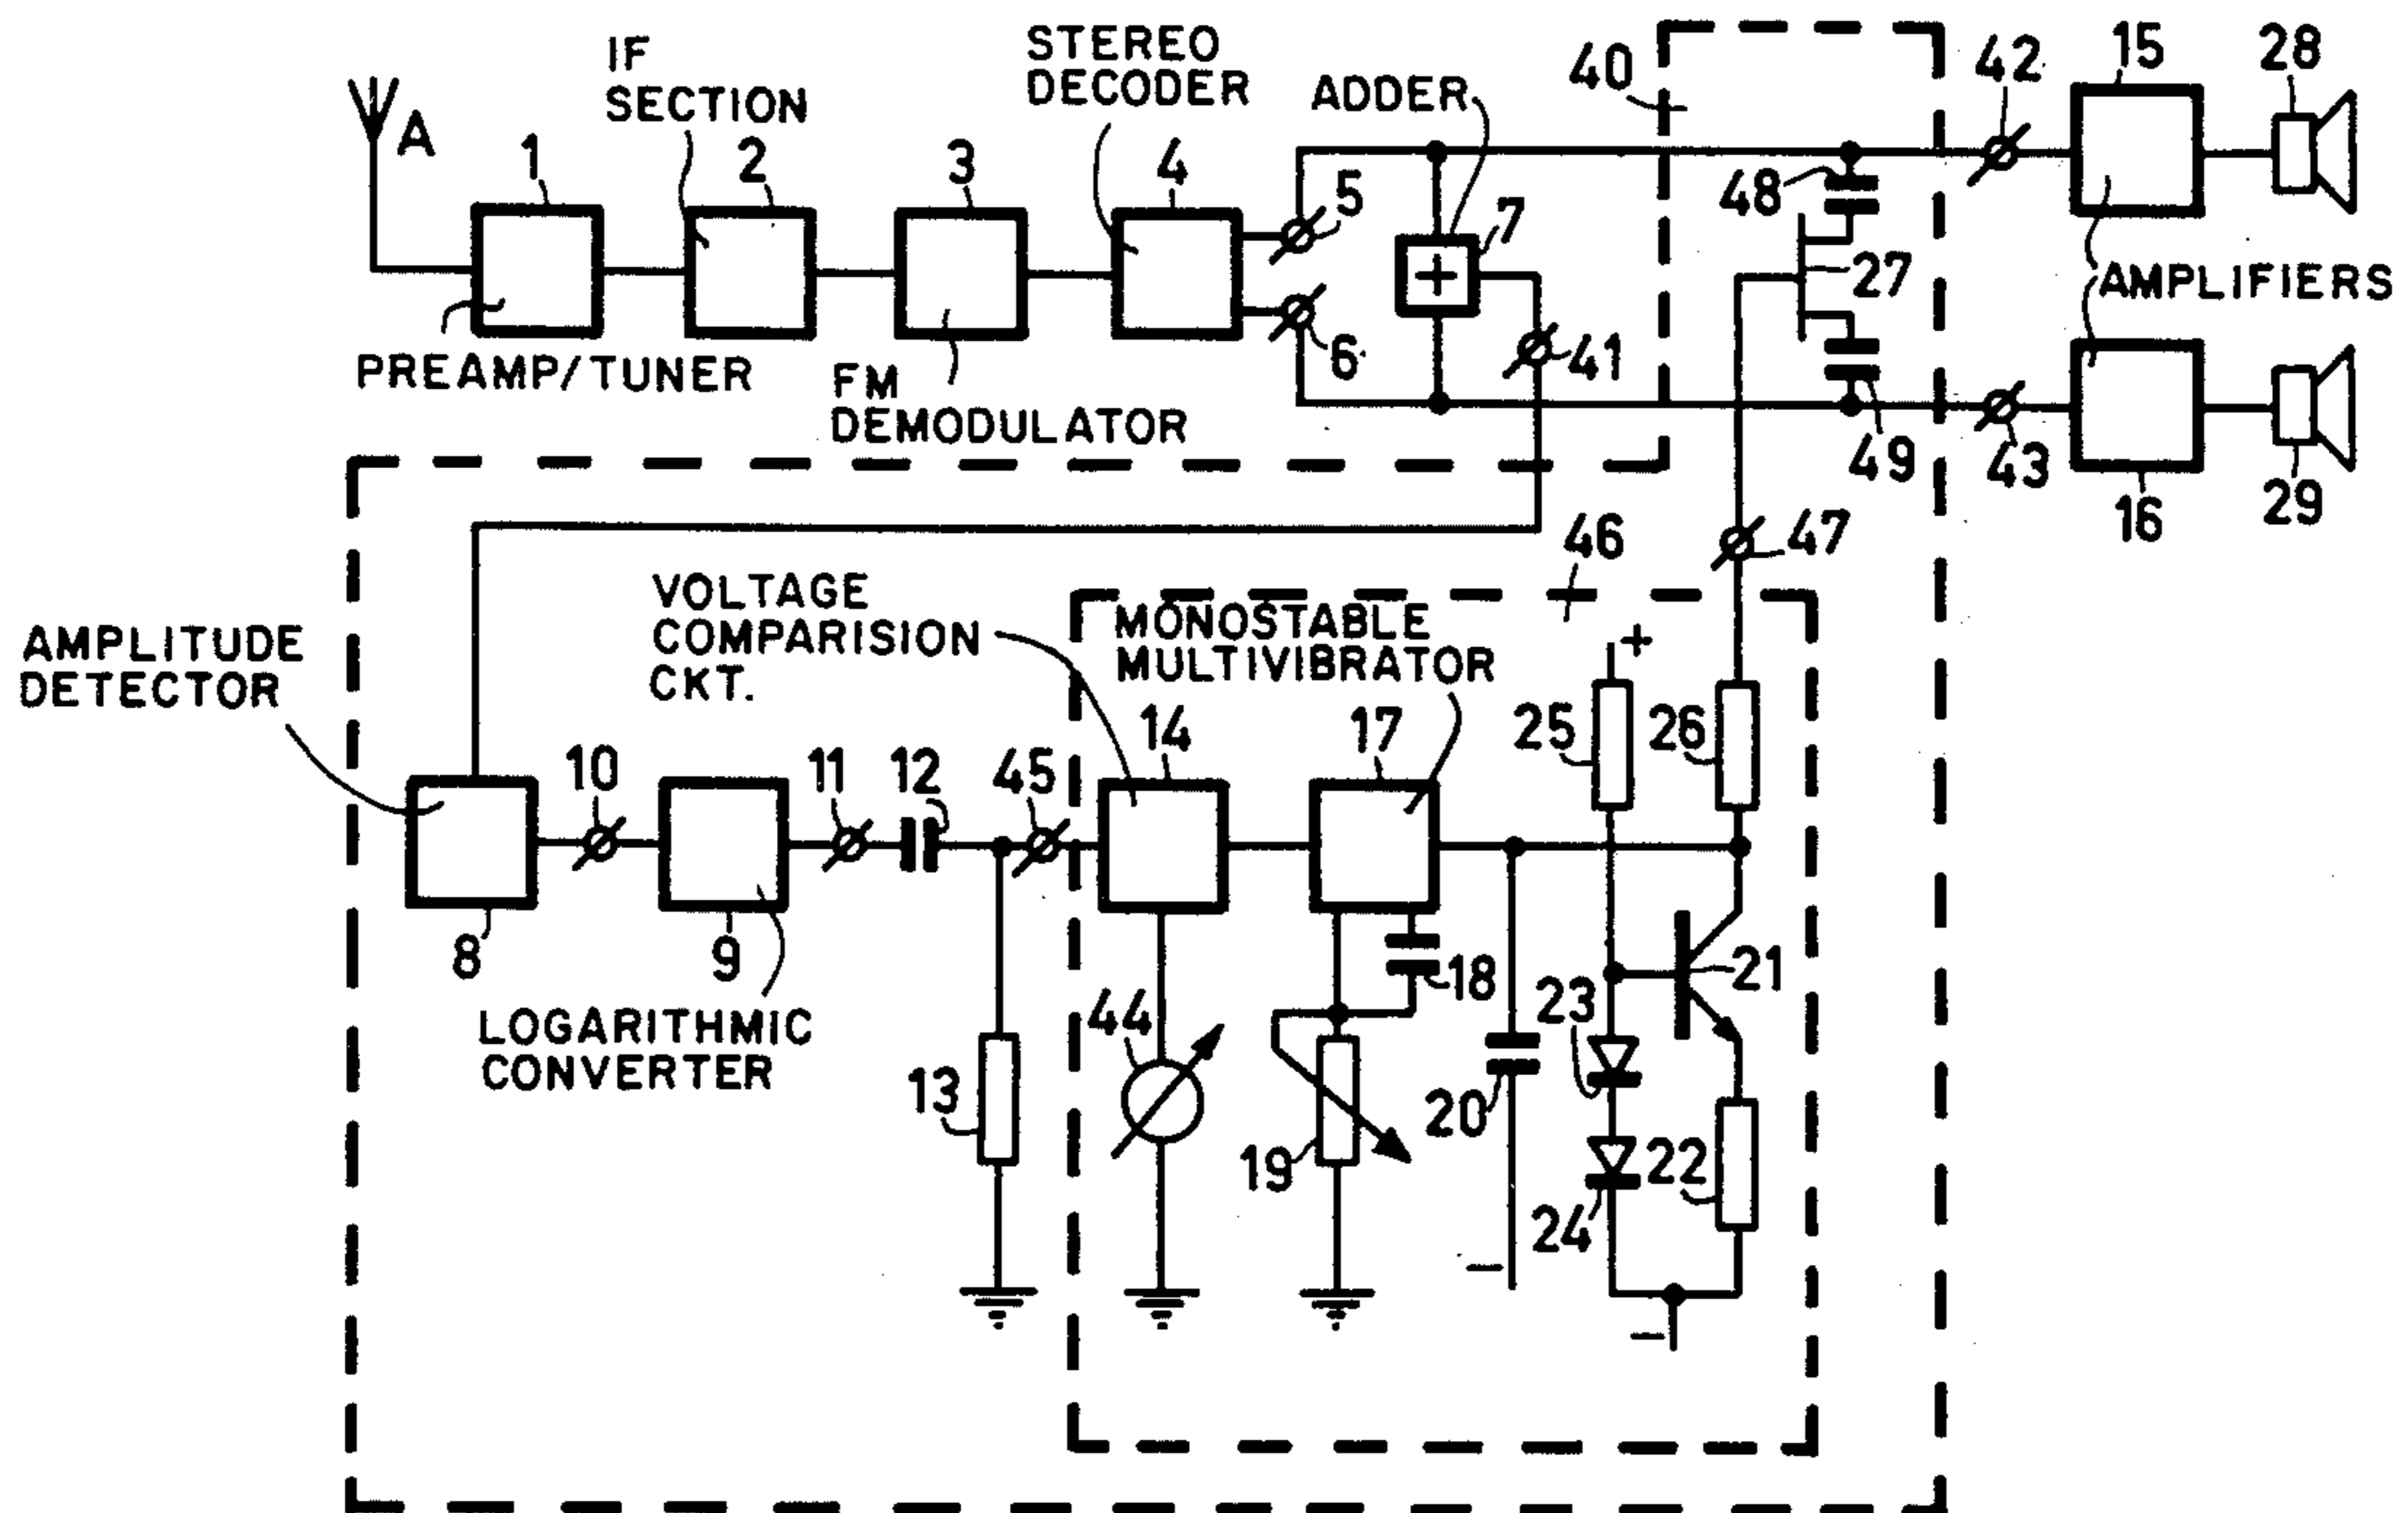 IF
SECTION
STEREO
DECODER
ADDER
40
42
15
28
A
1
2
3
4
5
7
48
27
AMPLIFIERS
6
41
PREAMP/TUNER
FM
DEMODULATOR
49
43
16
29
46
47
VOLTAGE
COMPARISION
CKT.
MONOSTABLE
MULTIVIBRATOR
+
AMPLITUDE
DETECTOR
10
11
12
45
14
17
25
26
8
9
18
21
23
44
LOGARITHMIC
CONVERTER
13
19
20
24
22